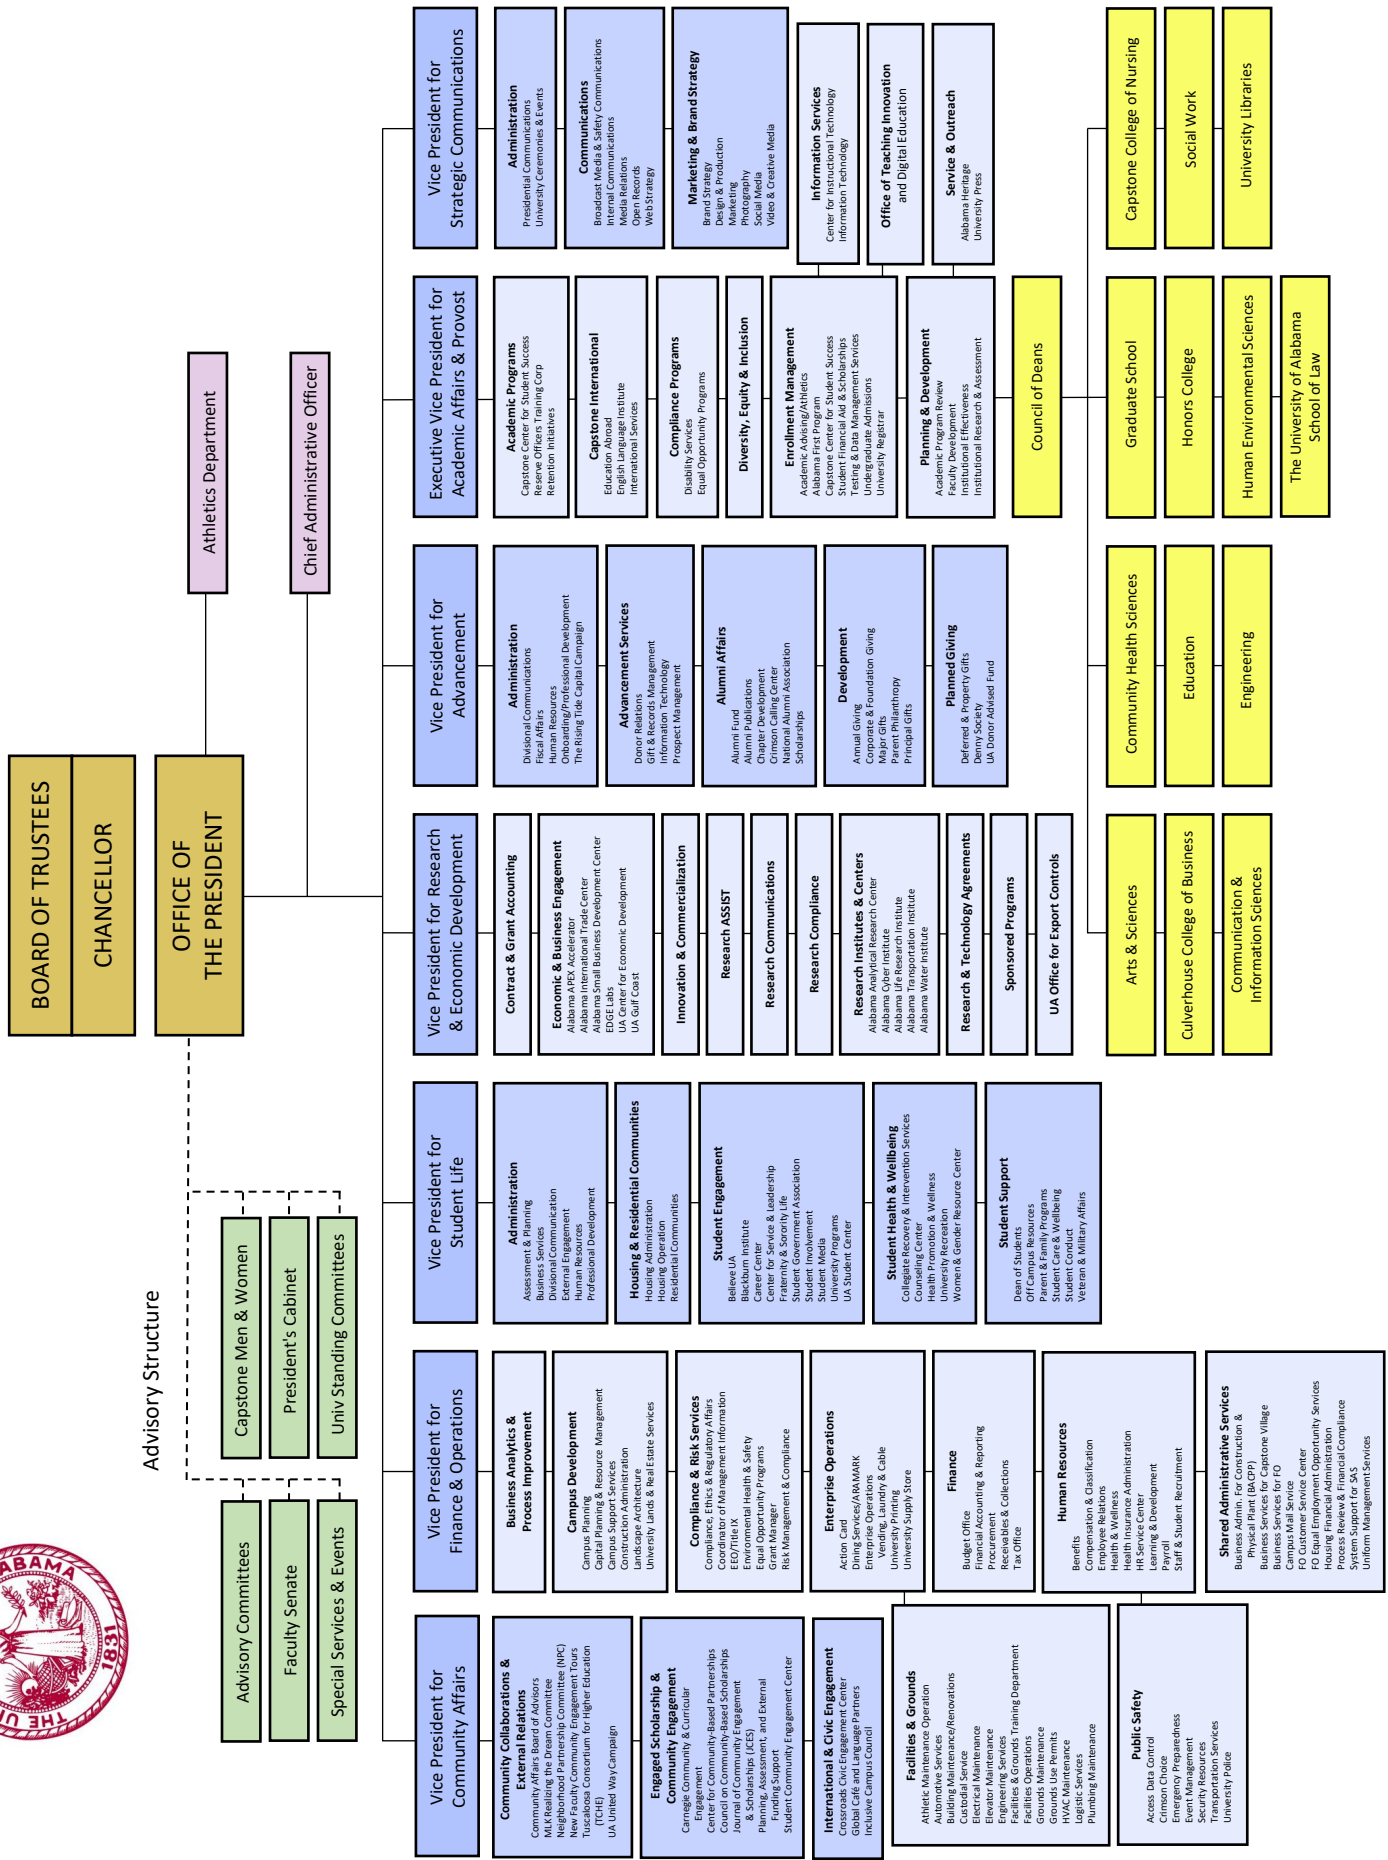 THE U
ABAMA
1831
BOARD OF TRUSTEES
CHANCELLOR
OFFICE OF
THE PRESIDENT
Athletics Department
Chief Administrative Officer
Advisory Structure
Advisory Committees
Faculty Senate
Special Services & Events
Capstone Men & Women
President's Cabinet
Univ Standing Committees
Vice President for
Community Affairs
Community Collaborations &
External Relations
Community Affairs Board of Advisors
MLK Realizing the Dream Committee
Neighborhood Partnership Committee (NPC)
New Faculty Community Engagement Tours
Tuscaloosa Consortium for Higher Education
(TCHE)
UA United Way Campaign
Engaged Scholarship &
Community Engagement
Carnegie Community & Curricular
Engagement
Center for Community-Based Partnerships
Council on Community-Based Scholarships
Journal of Community Engagement
& Scholarships (JCES)
Planning, Assessment, and External
Funding Support
Student Community Engagement Center
International & Civic Engagement
Crossroads Civic Engagement Center
Global Café and Language Partners
Inclusive Campus Council
Vice President for
Finance & Operations
Business Analytics &
Process Improvement
Campus Development
Campus Planning
Capital Planning & Resource Management
Campus Support Services
Construction Administration
Landscape Architecture
University Lands & Real Estate Services
Compliance & Risk Services
Compliance, Ethics & Regulatory Affairs
Coordinator of Management Information
EEO/Title IX
Environmental Health & Safety
Equal Opportunity Programs
Grant Manager
Risk Management & Compliance
Enterprise Operations
Action Card
Dining Services/ARAMARK
Enterprise Operations
Vending, Laundry & Cable
University Printing
University Supply Store
Finance
Budget Office
Financial Accounting & Reporting
Procurement
Receivables & Collections
Tax Office
Facilities & Grounds
Athletic Maintenance Operation
Automotive Services
Building Maintenance/Renovations
Custodial Service
Electrical Maintenance
Elevator Maintenance
Engineering Services
Facilities & Grounds Training Department
Facilities Operations
Grounds Maintenance
Grounds Use Permits
HVAC Maintenance
Logistic Services
Plumbing Maintenance
Human Resources
Benefits
Compensation & Classification
Employee Relations
Health & Wellness
Health Insurance Administration
HR Service Center
Learning & Development
Payroll
Staff & Student Recruitment
Public Safety
Access Data Control
Crimson Choice
Emergency Preparedness
Event Management
Security Resources
Transportation Services
University Police
Shared Administrative Services
Business Admin. For Construction &
Physical Plant (BACPP)
Business Services for Capstone Village
Business Services for FO
Campus Mail Service
FO Customer Service Center
FO Equal Employment Opportunity Services
Housing Financial Administration
Process Review & Financial Compliance
System Support for SAS
Uniform Management Services
Vice President for
Student Life
Administration
Assessment & Planning
Business Services
Divisional Communication
External Engagement
Human Resources
Professional Development
Housing & Residential Communities
Housing Administration
Housing Operation
Residential Communities
Student Engagement
Believe UA
Blackburn Institute
Career Center
Center for Service & Leadership
Fraternity & Sorority Life
Student Government Association
Student Involvement
Student Media
University Programs
UA Student Center
Student Health & Wellbeing
Collegiate Recovery & Intervention Services
Counseling Center
Health Promotion & Wellness
University Recreation
Women & Gender Resource Center
Student Support
Dean of Students
Off Campus Resources
Parent & Family Programs
Student Care & Wellbeing
Student Conduct
Veteran & Military Affairs
Vice President for Research
& Economic Development
Contract & Grant Accounting
Economic & Business Engagement
Alabama APEX Accelerator
Alabama International Trade Center
Alabama Small Business Development Center
EDGE Labs
UA Center for Economic Development
UA Gulf Coast
Innovation & Commercialization
Research ASSIST
Research Communications
Research Compliance
Research Institutes & Centers
Alabama Analytical Research Center
Alabama Cyber Institute
Alabama Life Research Institute
Alabama Transportation Institute
Alabama Water Institute
Research & Technology Agreements
Sponsored Programs
UA Office for Export Controls
Vice President for
Advancement
Administration
Divisional Communications
Fiscal Affairs
Human Resources
Onboarding/Professional Development
The Rising Tide Capital Campaign
Advancement Services
Donor Relations
Gift & Records Management
Information Technology
Prospect Management
Alumni Affairs
Alumni Fund
Alumni Publications
Chapter Development
Crimson Calling Center
National Alumni Association
Scholarships
Development
Annual Giving
Corporate & Foundation Giving
Major Gifts
Parent Philanthropy
Principal Gifts
Planned Giving
Deferred & Property Gifts
Denny Society
UA Donor Advised Fund
Executive Vice President for
Academic Affairs & Provost
Academic Programs
Capstone Center for Student Success
Reserve Officers Training Corp
Retention Initiatives
Capstone International
Education Abroad
English Language Institute
International Services
Compliance Programs
Disability Services
Equal Opportunity Programs
Diversity, Equity & Inclusion
Enrollment Management
Academic Advising/Athletics
Alabama First Program
Capstone Center for Student Success
Student Financial Aid & Scholarships
Testing & Data Management Services
Undergraduate Admissions
University Registrar
Planning & Development
Academic Program Review
Faculty Development
Institutional Effectiveness
Institutional Research & Assessment
Information Services
Center for Instructional Technology
Information Technology
Office of Teaching Innovation
and Digital Education
Service & Outreach
Alabama Heritage
University Press
Vice President for
Strategic Communications
Administration
Presidential Communications
University Ceremonies & Events
Communications
Broadcast Media & Safety Communications
Internal Communications
Media Relations
Open Records
Web Strategy
Marketing & Brand Strategy
Brand Strategy
Design & Production
Marketing
Photography
Social Media
Video & Creative Media
Council of Deans
Arts & Sciences
Culverhouse College of Business
Communication &
Information Sciences
Community Health Sciences
Education
Engineering
Graduate School
Honors College
Human Environmental Sciences
The University of Alabama
School of Law
Capstone College of Nursing
Social Work
University Libraries